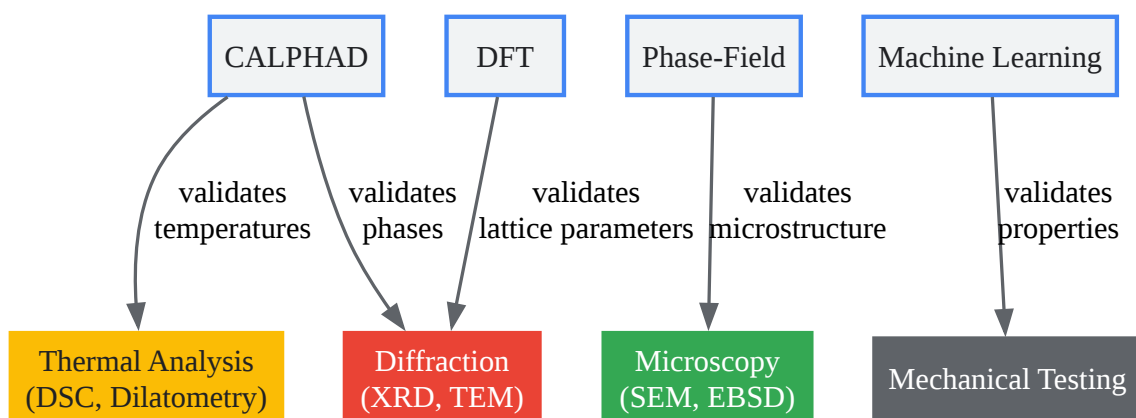 CALPHAD
DFT
Phase-Field
Machine Learning
validates
temperatures
validates
phases
validates
lattice parameters
validates
microstructure
validates
properties
Thermal Analysis
(DSC, Dilatometry)
Diffraction
(XRD, TEM)
Microscopy
(SEM, EBSD)
Mechanical Testing